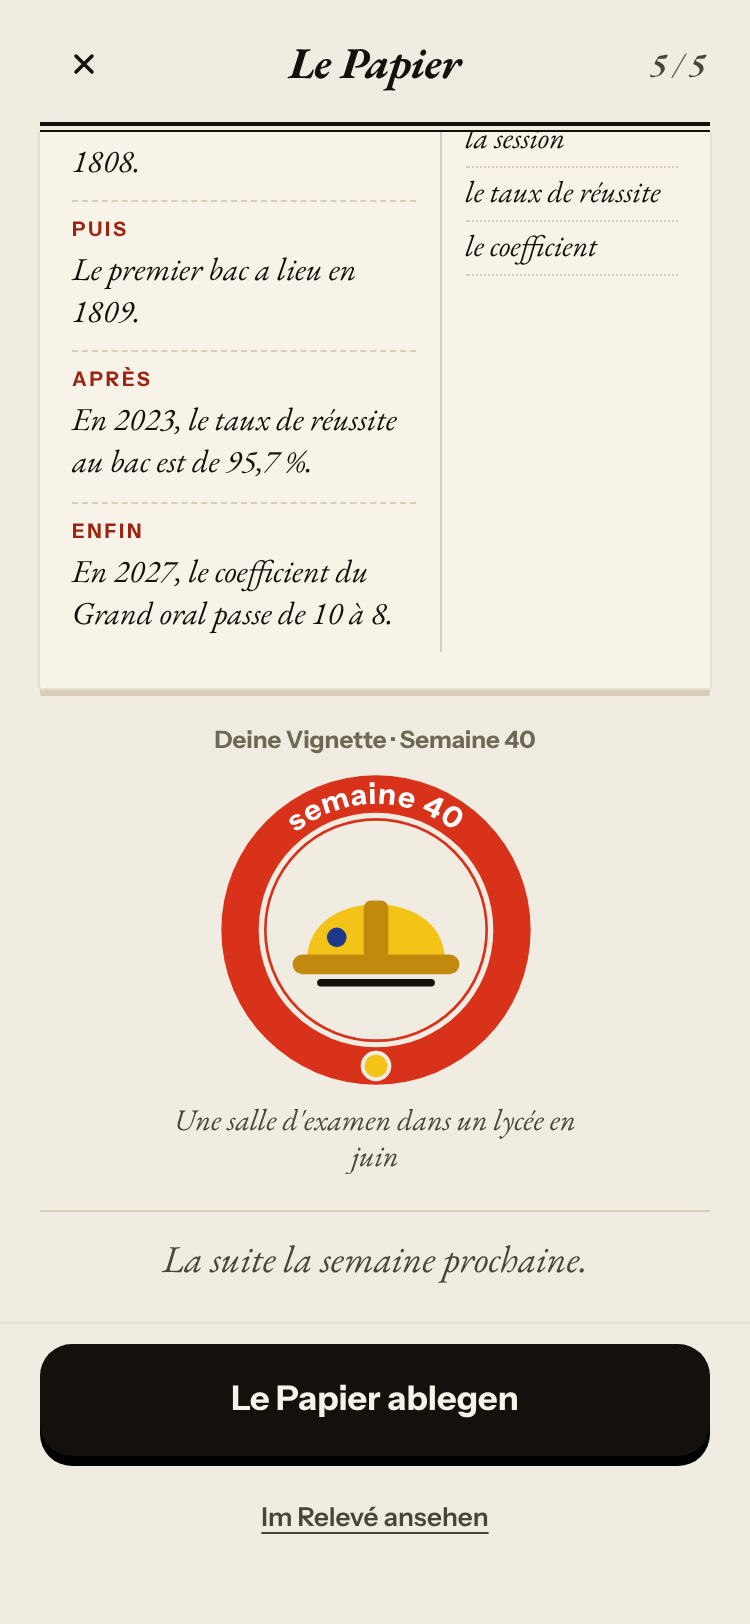 Le Papier
5 / 5
1808.
PUIS
Le premier bac a lieu en
1809.
APRÈS
En 2023, le taux de réussite
au bac est de 95,7 %.
ENFIN
En 2027, le coefficient du
Grand oral passe de 10 à 8.
la session
le taux de réussite
le coefficient
Deine Vignette · Semaine 40
semaine 40
Une salle d'examen dans un lycée en
juin
La suite la semaine prochaine.
Le Papier ablegen
Im Relevé ansehen